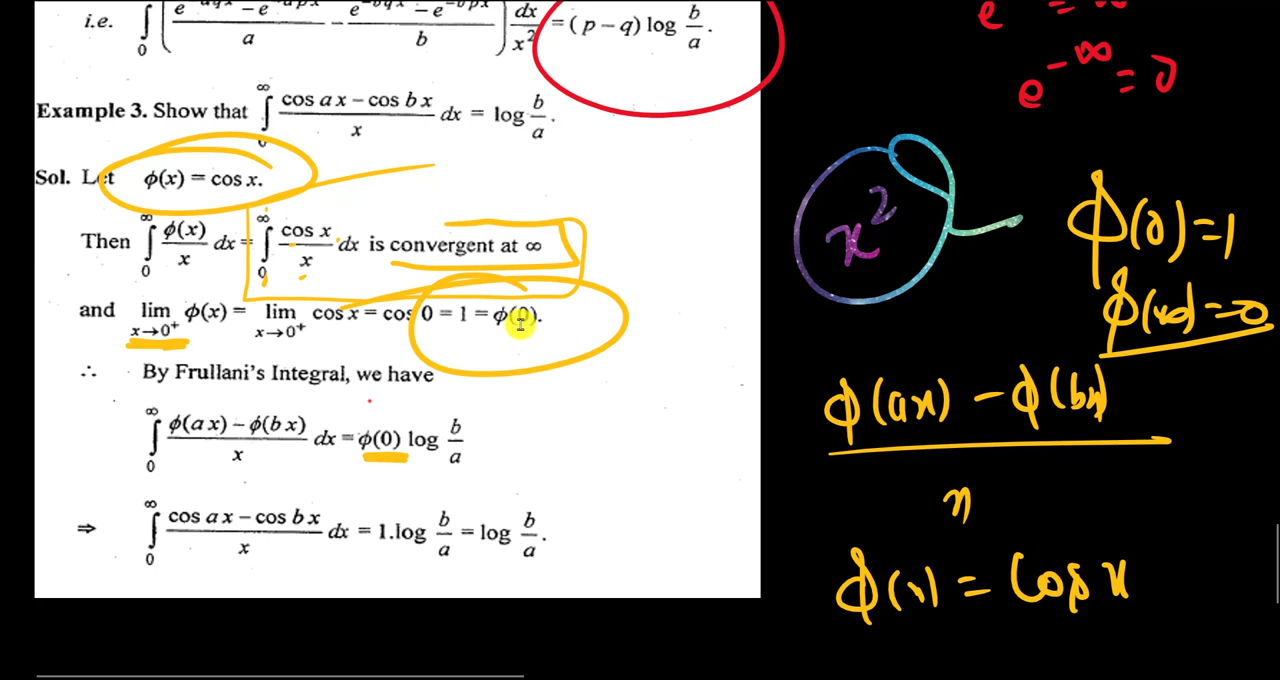 i.e. ∫₀ ( (e^{-aqx} − e^{-apx})/a − (e^{-bqx} − e^{-bpx})/b ) dx/x² = (p − q) log b/a.
Example 3. Show that ∫₀^∞ (cos ax − cos bx)/x dx = log b/a.
Sol. Let φ(x) = cos x.
Then ∫₀^∞ φ(x)/x dx = ∫₀^∞ cos x/x dx is convergent at ∞
and lim_{x→0⁺} φ(x) = lim_{x→0⁺} cos x = cos 0 = 1 = φ(0).
∴ By Frullani's Integral, we have
∫₀^∞ (φ(ax) − φ(bx))/x dx = φ(0) log b/a
⇒ ∫₀^∞ (cos ax − cos bx)/x dx = 1.log b/a = log b/a.
e^{-∞} = 0
x²
φ(0) = 1
φ(∞) = 0
φ(ax) − φ(bx)
x
φ(x) = Cos x